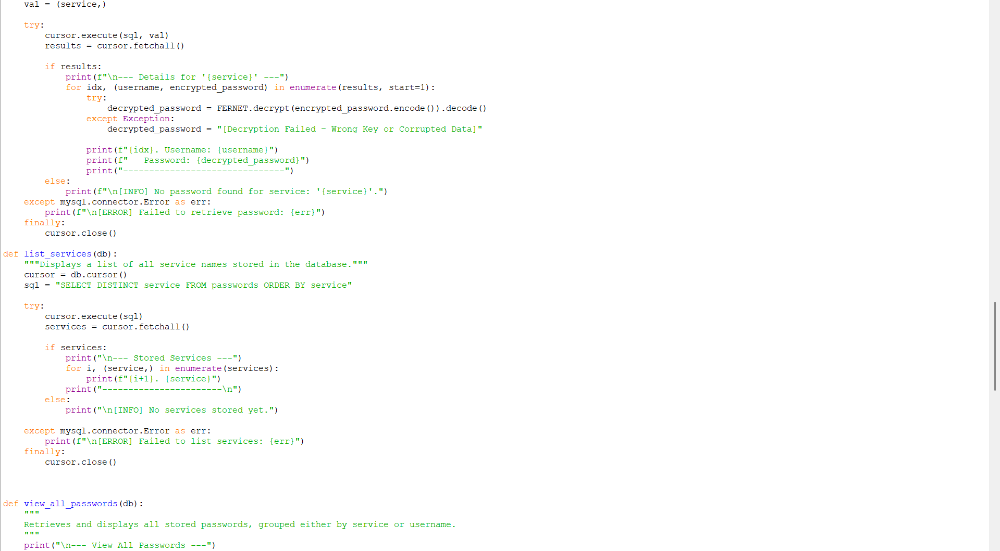 val = (service,)

    try:
        cursor.execute(sql, val)
        results = cursor.fetchall()

        if results:
            print(f"\n--- Details for '{service}' ---")
            for idx, (username, encrypted_password) in enumerate(results, start=1):
                try:
                    decrypted_password = FERNET.decrypt(encrypted_password.encode()).decode()
                except Exception:
                    decrypted_password = "[Decryption Failed - Wrong Key or Corrupted Data]"

                print(f"{idx}. Username: {username}")
                print(f"   Password: {decrypted_password}")
                print("-------------------------------")
        else:
            print(f"\n[INFO] No password found for service: '{service}'.")
    except mysql.connector.Error as err:
        print(f"\n[ERROR] Failed to retrieve password: {err}")
    finally:
        cursor.close()

def list_services(db):
    """Displays a list of all service names stored in the database."""
    cursor = db.cursor()
    sql = "SELECT DISTINCT service FROM passwords ORDER BY service"

    try:
        cursor.execute(sql)
        services = cursor.fetchall()

        if services:
            print("\n--- Stored Services ---")
            for i, (service,) in enumerate(services):
                print(f"{i+1}. {service}")
            print("-----------------------\n")
        else:
            print("\n[INFO] No services stored yet.")

    except mysql.connector.Error as err:
        print(f"\n[ERROR] Failed to list services: {err}")
    finally:
        cursor.close()



def view_all_passwords(db):
    """
    Retrieves and displays all stored passwords, grouped either by service or username.
    """
    print("\n--- View All Passwords ---")